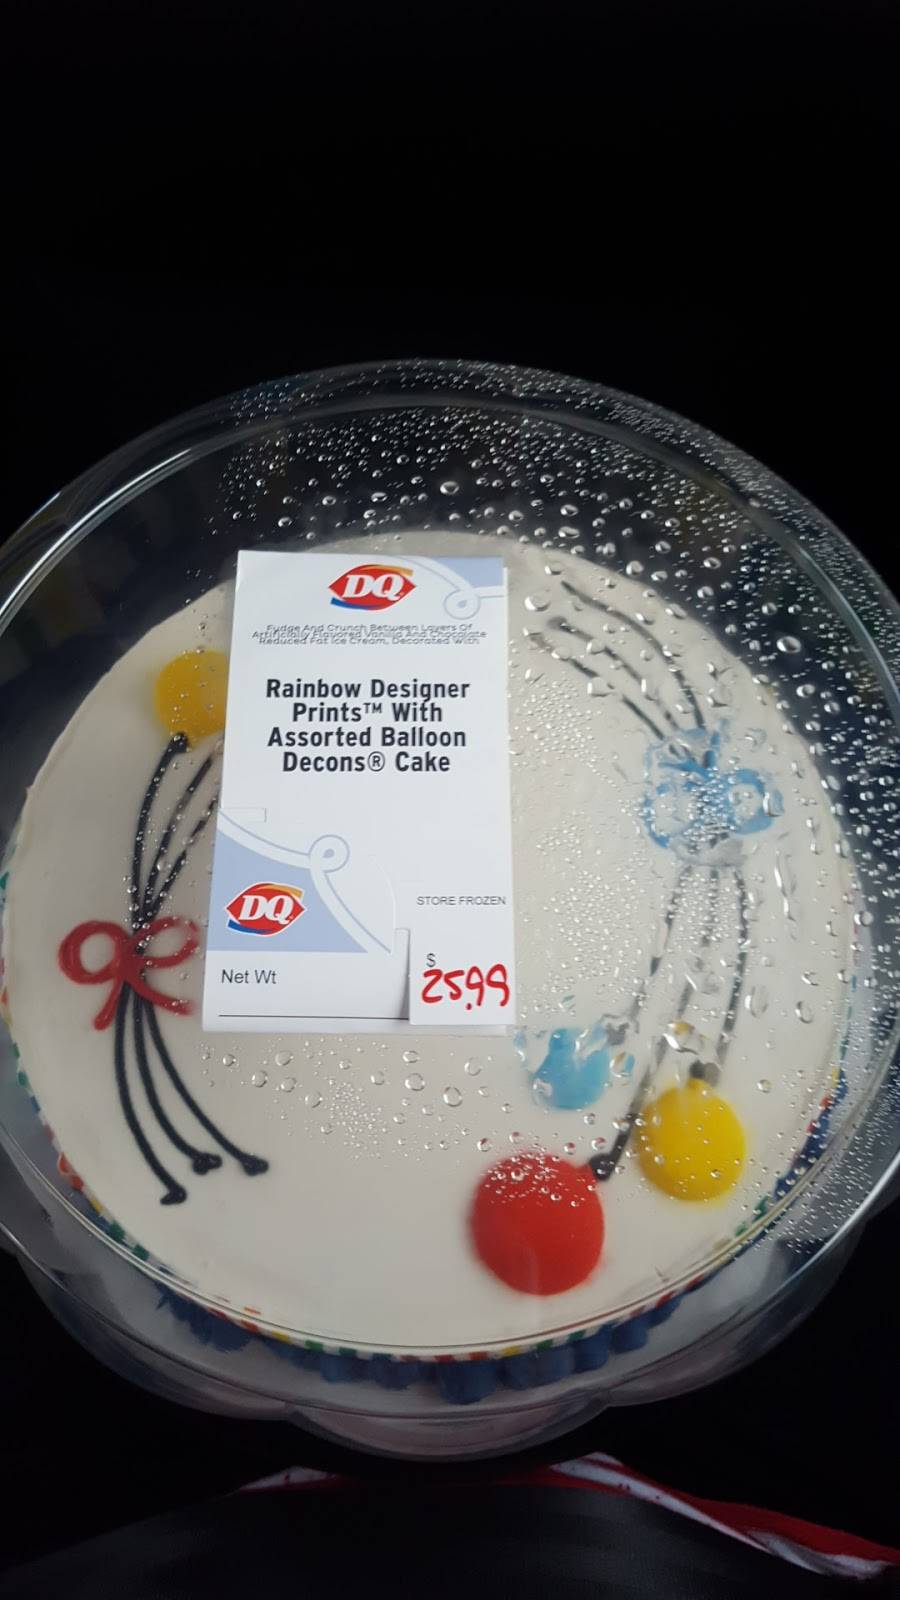 DQ
Fudge And Crunch Between Layers Of
Artificially Flavored Vanilla And Chocolate
Reduced Fat Ice Cream, Decorated With
Rainbow Designer
Prints™ With
Assorted Balloon
Decons® Cake
DQ
STORE FROZEN
Net Wt
$
25.99